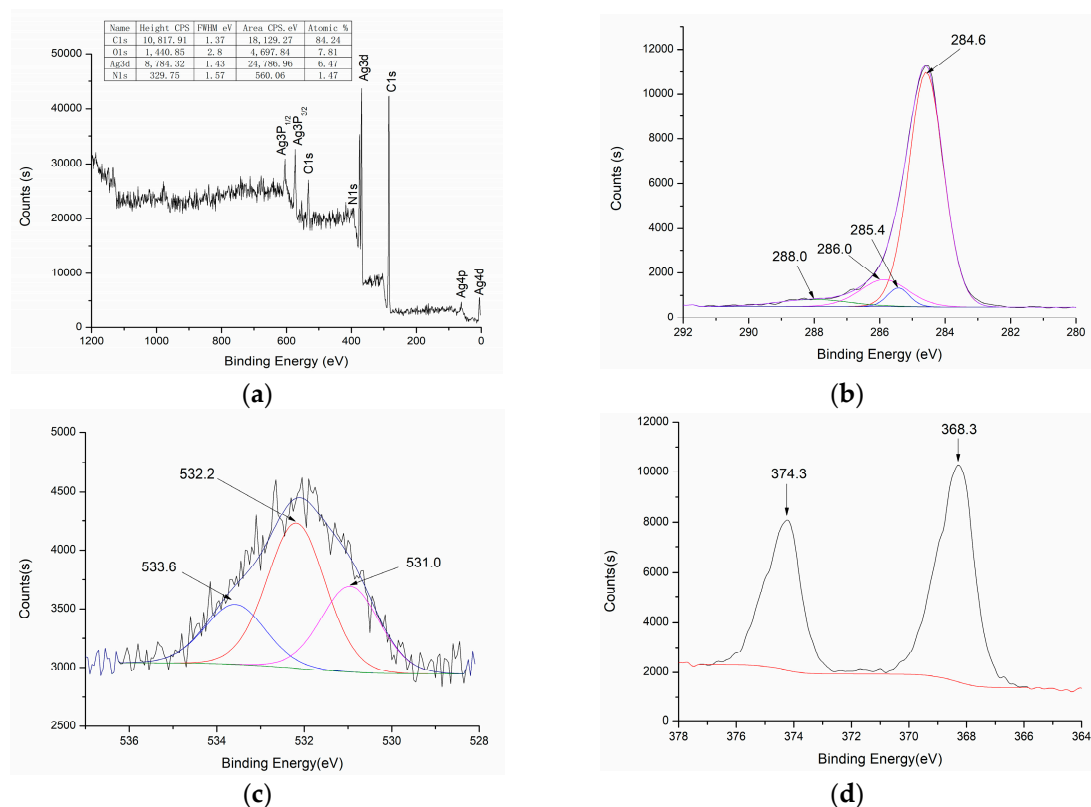 Name Height CPS FWHM eV Area CPS.eV Atomic %
C1s 10,817.91 1.37 18,129.27 84.24
O1s 1,440.85 2.8 4,697.84 7.81
Ag3d 8,784.32 1.43 24,786.96 6.47
N1s 329.75 1.57 560.06 1.47
50000
40000
30000
20000
10000
0
Counts (s)
Ag3P1/2
Ag3P3/2
C1s
N1s
Ag3d
C1s
Ag4p
Ag4d
1200 1000 800 600 400 200 0
Binding Energy (eV)
(a)
12000
10000
8000
6000
4000
2000
0
Counts (s)
284.6
285.4
286.0
288.0
292 290 288 286 284 282 280
Binding Energy (eV)
(b)
5000
4500
4000
3500
3000
2500
Counts(s)
532.2
533.6
531.0
536 534 532 530 528
Binding Energy(eV)
(c)
12000
10000
8000
6000
4000
2000
0
Counts(s)
374.3
368.3
378 376 374 372 370 368 366 364
Binding Energy(eV)
(d)